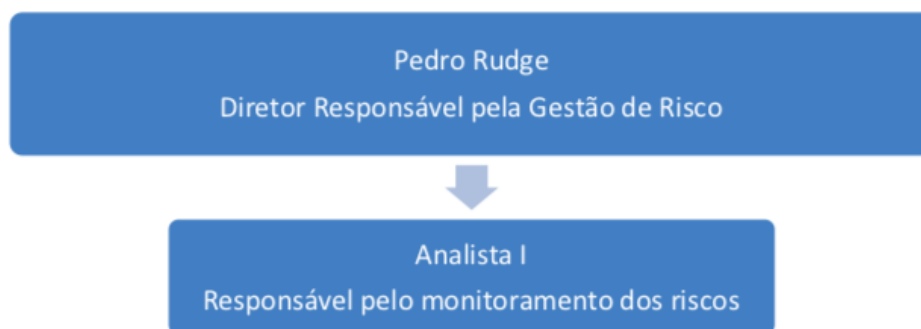 Pedro Rudge
Diretor Responsável pela Gestão de Risco
Analista I
Responsável pelo monitoramento dos riscos